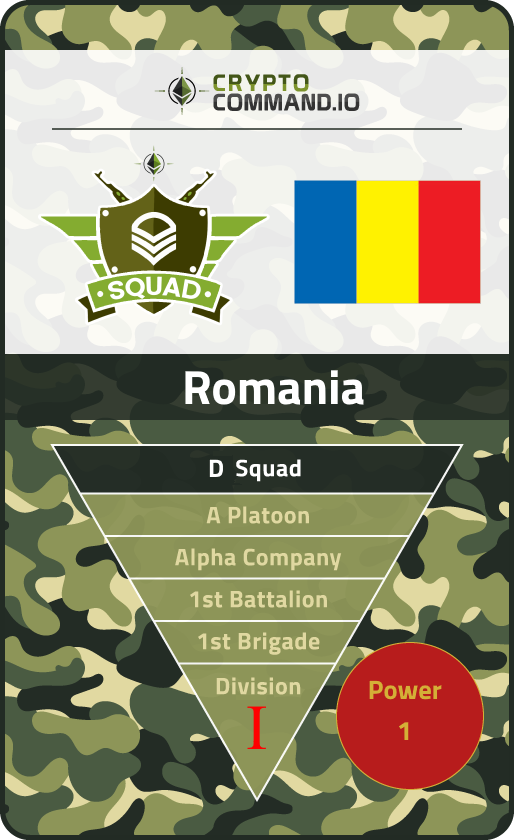 CRYPTO
COMMAND.IO
SQUAD
Romania
D Squad
A Platoon
Alpha Company
1st Battalion
1st Brigade
Division
I
Power
1